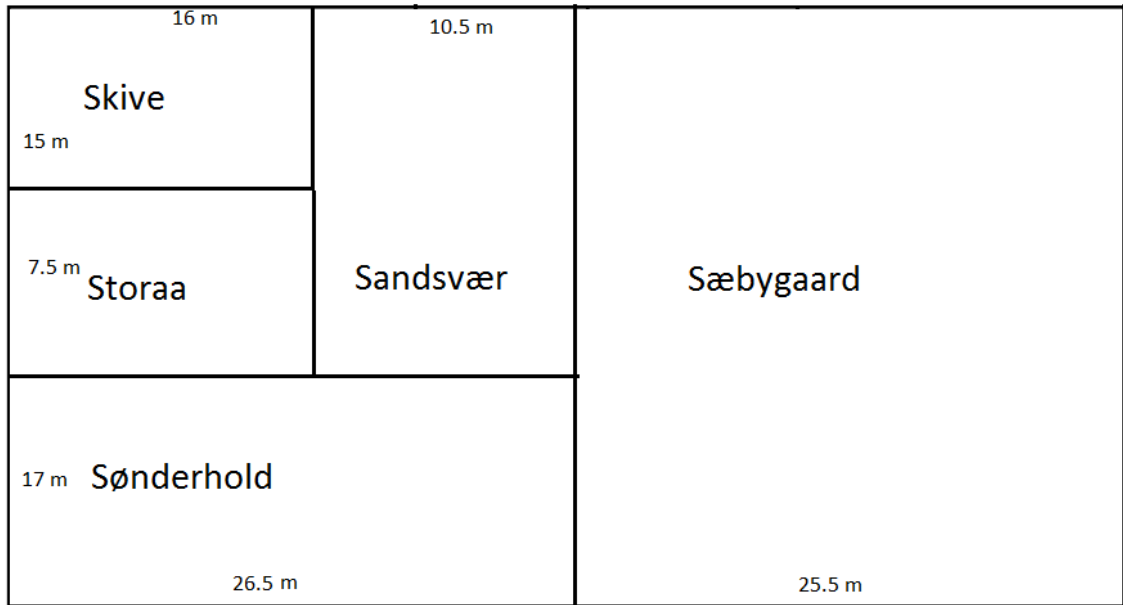 16 m
10.5 m
Skive
15 m
7.5 m
Storaa
Sandsvær
Sæbygaard
17 m
Sønderhold
26.5 m
25.5 m